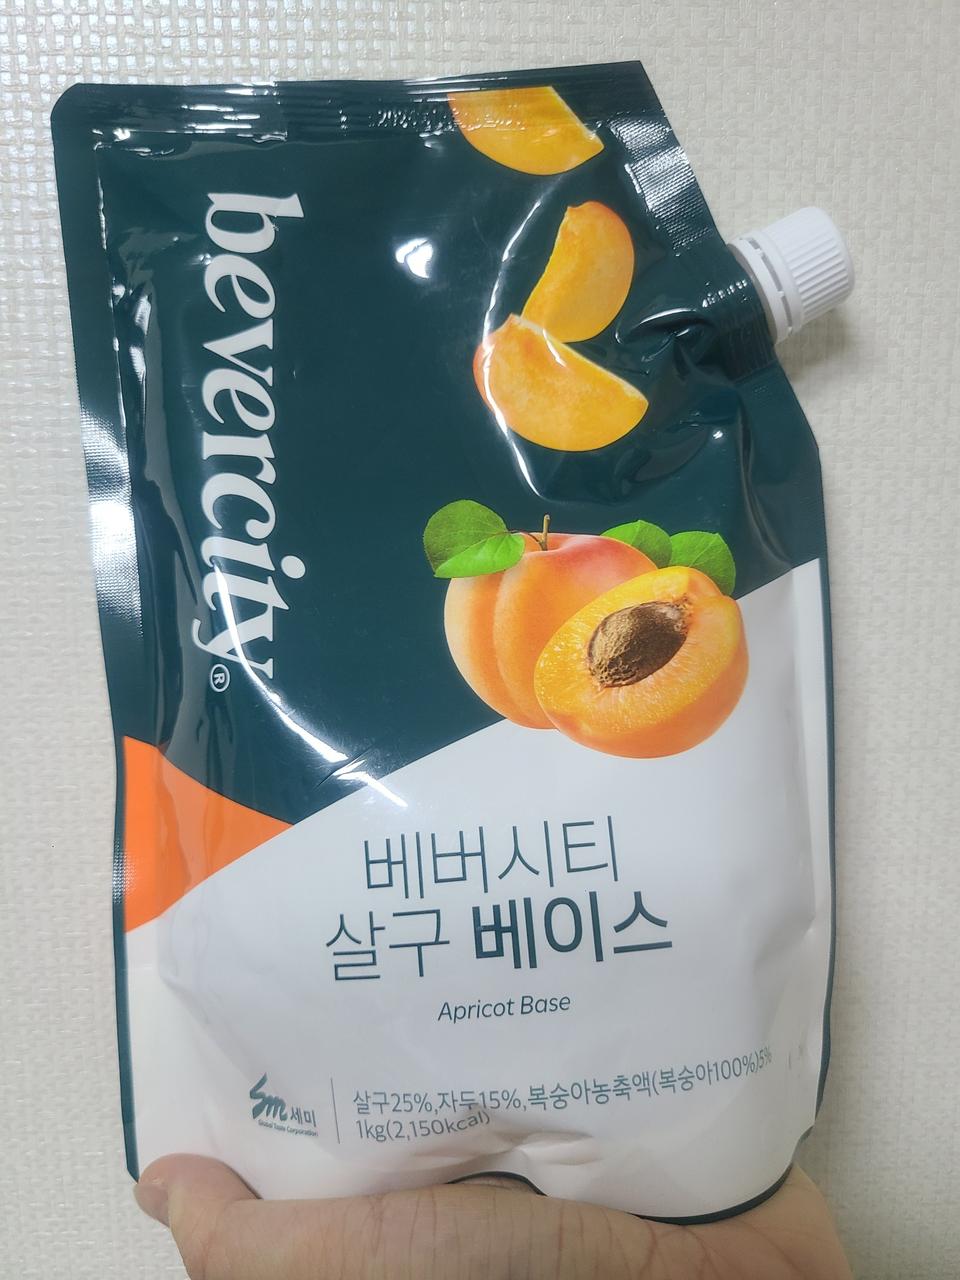 bevercity®
베버시티
살구 베이스
Apricot Base
Sm 세미
Global Taste Corporation
살구25%,자두15%,복숭아농축액(복숭아100%)5%
1kg(2,150kcal)